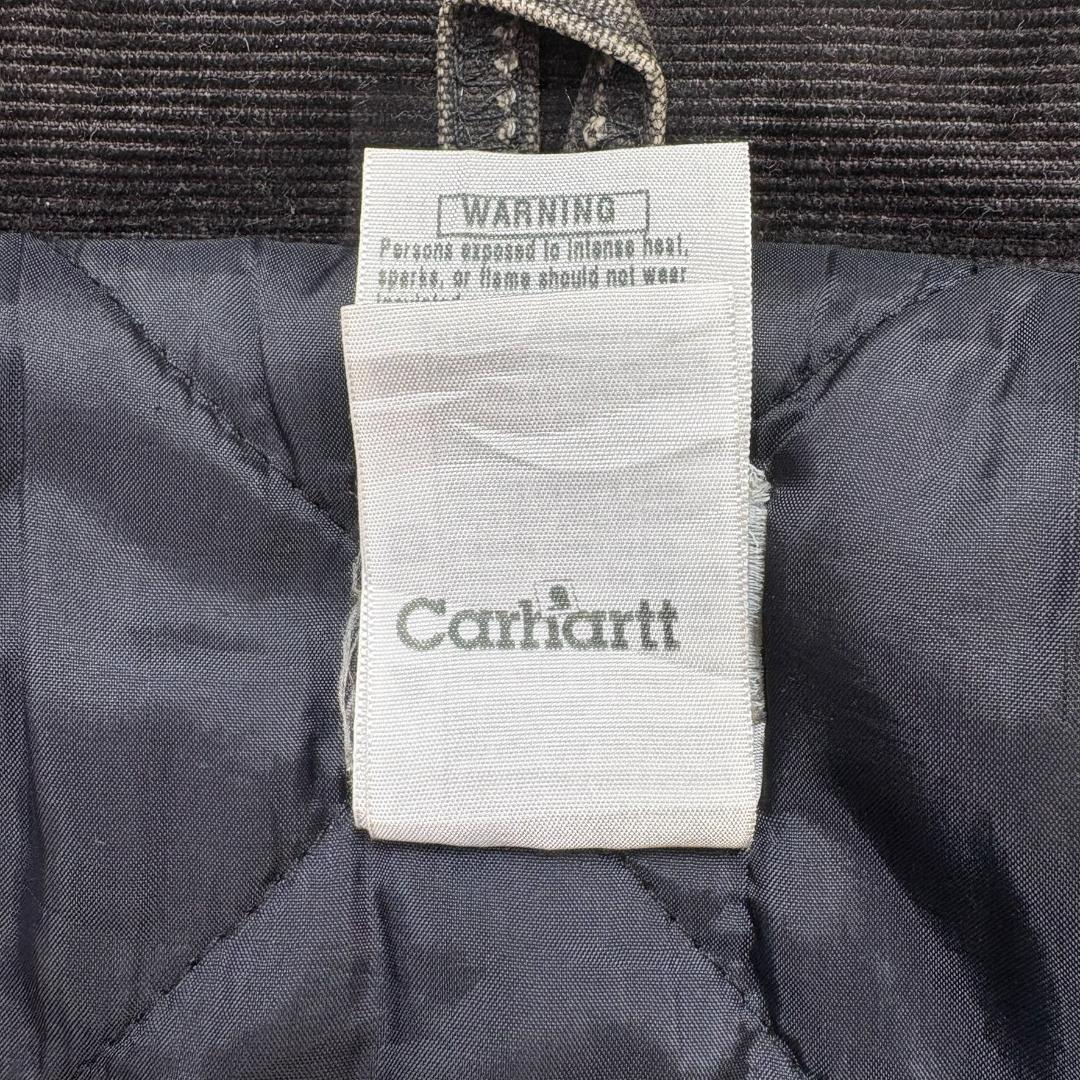 WARNING
Persons exposed to intense heat,
sparks, or flame should not wear
Carhartt